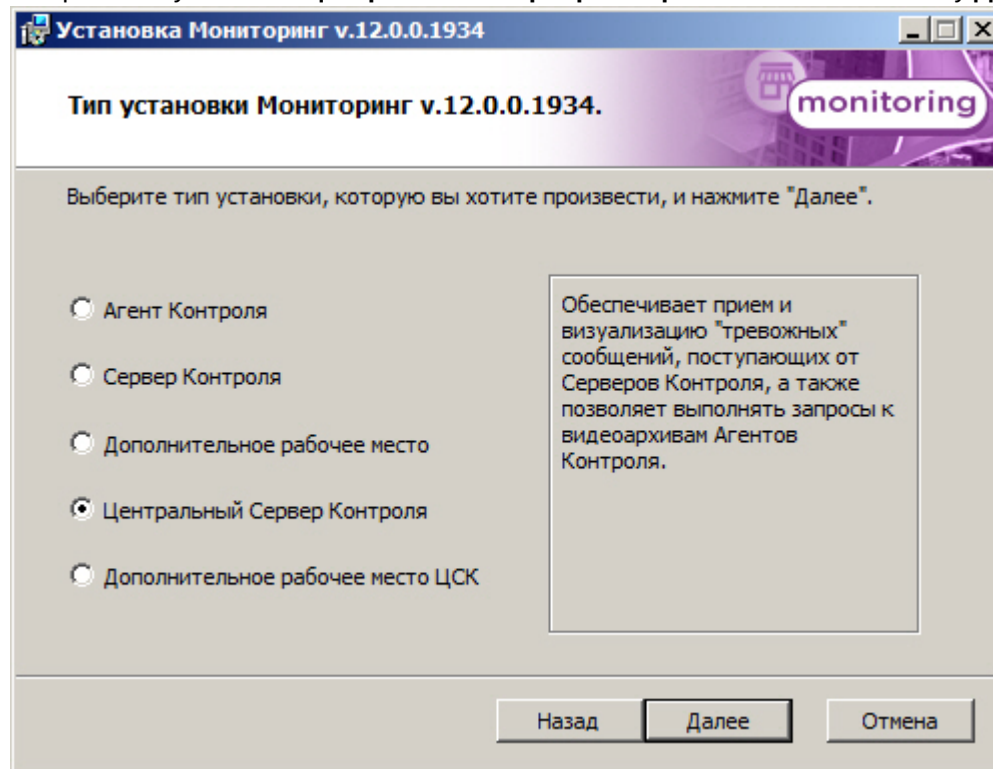 Установка Мониторинг v.12.0.0.1934
Тип установки Мониторинг v.12.0.0.1934.
monitoring
Выберите тип установки, которую вы хотите произвести, и нажмите "Далее".
Агент Контроля
Сервер Контроля
Дополнительное рабочее место
Центральный Сервер Контроля
Дополнительное рабочее место ЦСК
Обеспечивает прием и
визуализацию "тревожных"
сообщений, поступающих от
Серверов Контроля, а также
позволяет выполнять запросы к
видеоархивам Агентов
Контроля.
Назад
Далее
Отмена